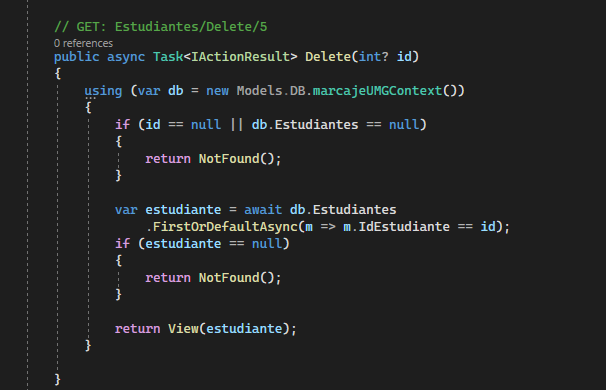 // GET: Estudiantes/Delete/5
0 references
public async Task<IActionResult> Delete(int? id)
{
using (var db = new Models.DB.marcajeUMGContext())
{
if (id == null || db.Estudiantes == null)
{
return NotFound();
}
var estudiante = await db.Estudiantes
.FirstOrDefaultAsync(m => m.IdEstudiante == id);
if (estudiante == null)
{
return NotFound();
}
return View(estudiante);
}
}